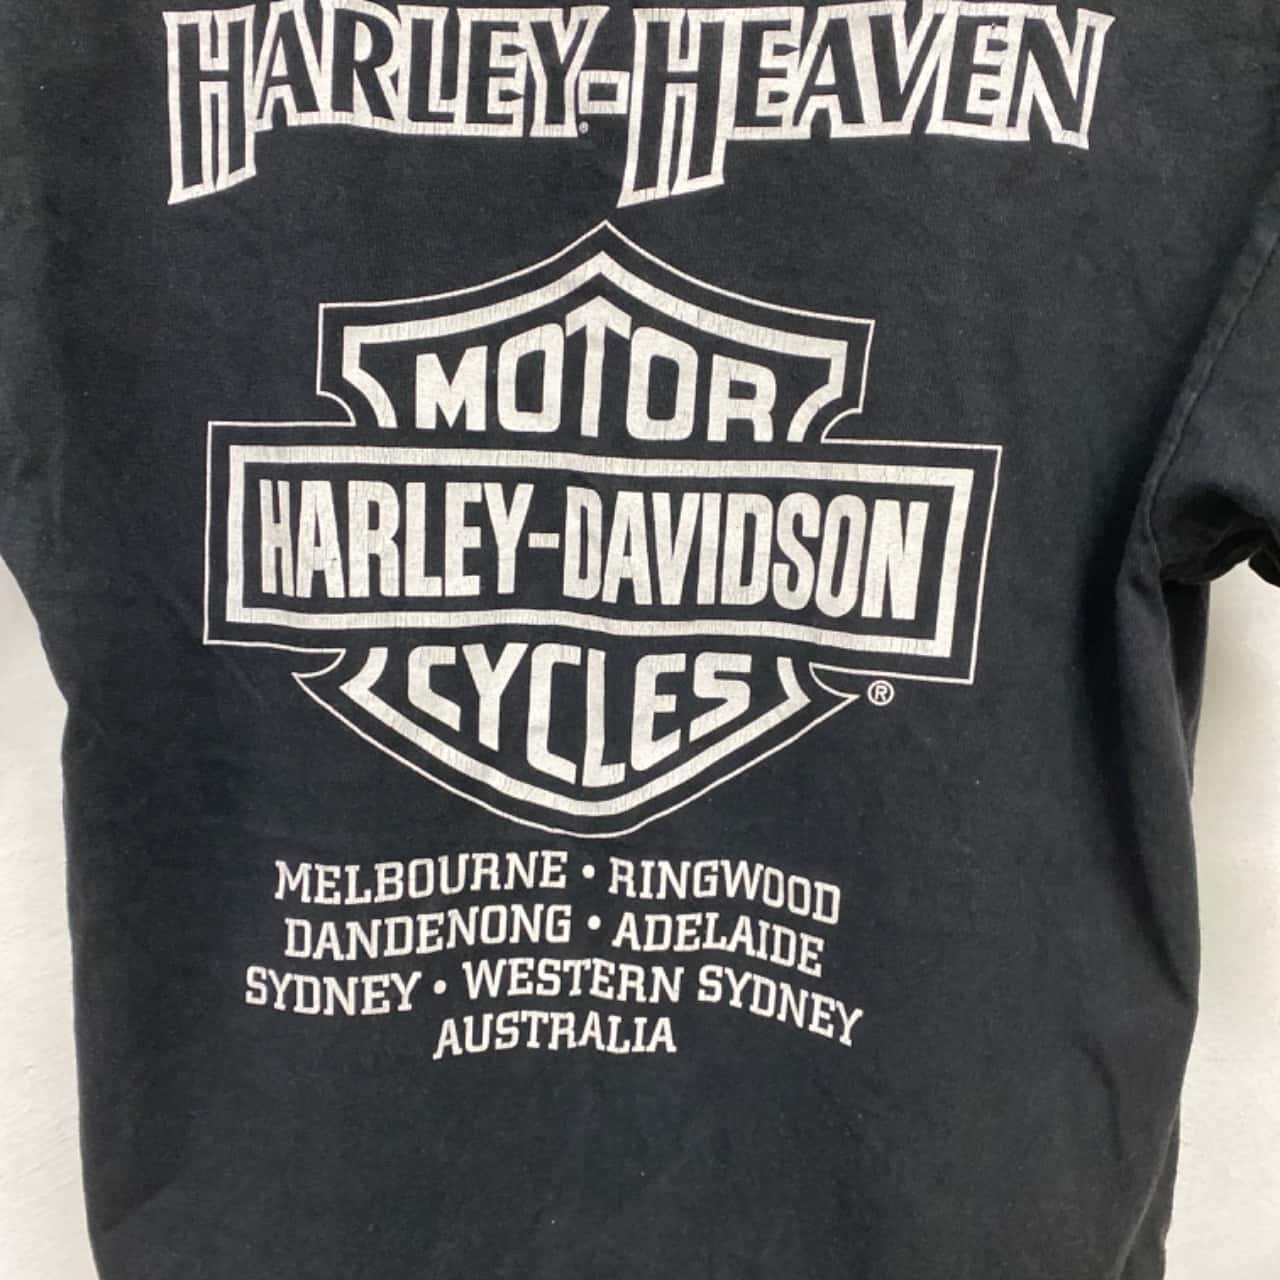 HARLEY-HEAVEN
®
MOTOR
HARLEY-DAVIDSON
CYCLES
®
MELBOURNE • RINGWOOD
DANDENONG • ADELAIDE
SYDNEY • WESTERN SYDNEY
AUSTRALIA